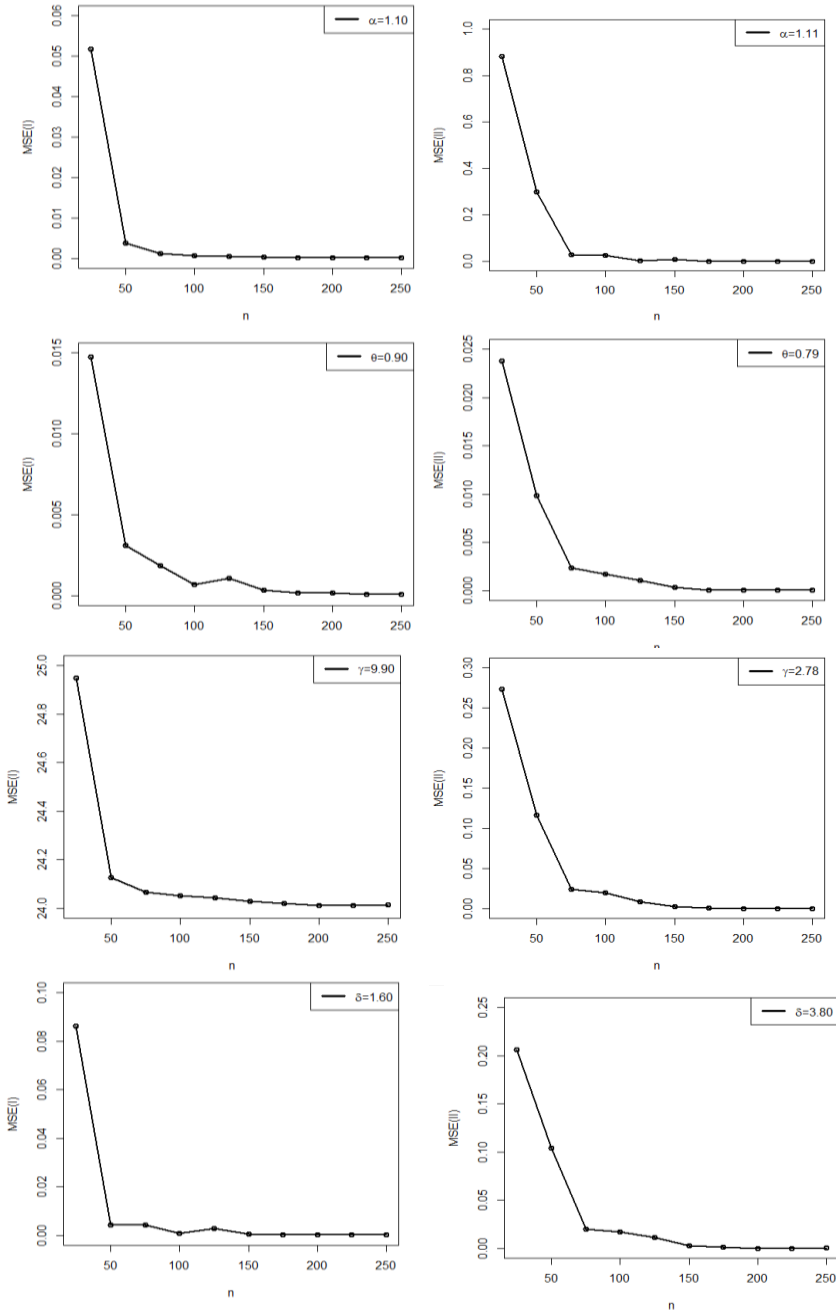 α=1.10
MSE(I)
0.06
0.05
0.04
0.03
0.02
0.01
0.00
50 100 150 200 250
n
α=1.11
MSE(II)
1.0
0.8
0.6
0.4
0.2
0.0
50 100 150 200 250
n
θ=0.90
MSE(I)
0.015
0.010
0.005
0.000
50 100 150 200 250
n
θ=0.79
MSE(II)
0.025
0.020
0.015
0.010
0.005
0.000
50 100 150 200 250
n
γ=9.90
MSE(I)
25.0
24.8
24.6
24.4
24.2
24.0
50 100 150 200 250
n
γ=2.78
MSE(II)
0.30
0.25
0.20
0.15
0.10
0.05
0.00
50 100 150 200 250
n
δ=1.60
MSE(I)
0.10
0.08
0.06
0.04
0.02
0.00
50 100 150 200 250
n
δ=3.80
MSE(II)
0.25
0.20
0.15
0.10
0.05
0.00
50 100 150 200 250
n